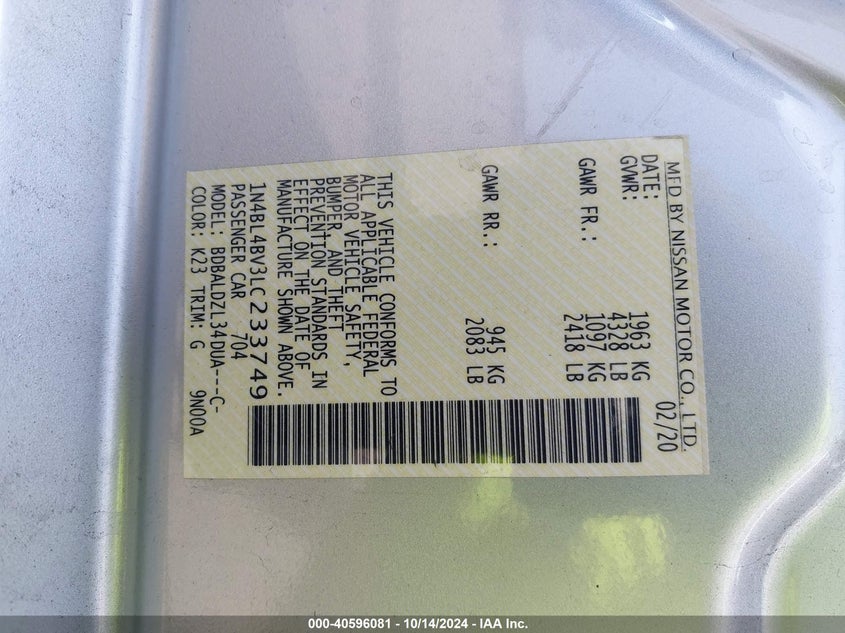 MFD BY NISSAN MOTOR CO., LTD.
DATE: 02/20
GVWR: 1963 KG
4328 LB
GAWR FR.: 1097 KG
2418 LB
GAWR RR.: 945 KG
2083 LB
THIS VEHICLE CONFORMS TO
ALL APPLICABLE FEDERAL
MOTOR VEHICLE SAFETY,
BUMPER, AND THEFT
PREVENTION STANDARDS IN
EFFECT ON THE DATE OF
MANUFACTURE SHOWN ABOVE.
1N4BL4BV3LC233749
PASSENGER CAR 704
MODEL: BDBALDZL34DUA---C-
COLOR: K23 TRIM: G 9N00A
000-40596081 - 10/14/2024 - IAA Inc.